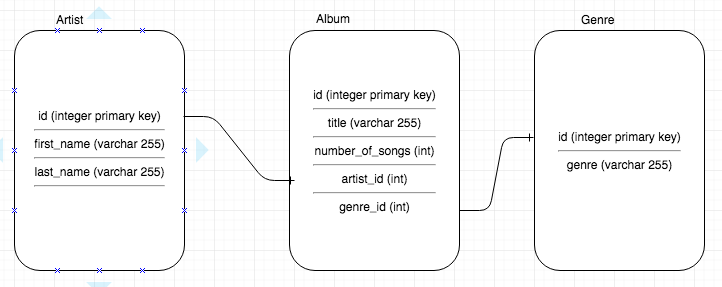 Artist
id (integer primary key)
first_name (varchar 255)
last_name (varchar 255)
Album
id (integer primary key)
title (varchar 255)
number_of_songs (int)
artist_id (int)
genre_id (int)
Genre
id (integer primary key)
genre (varchar 255)